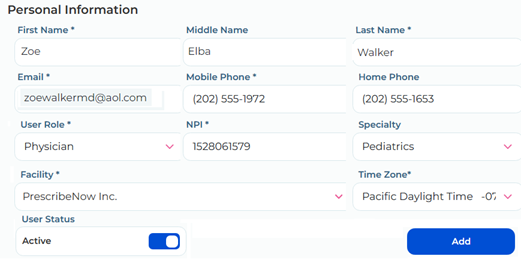 Personal Information
First Name * Middle Name Last Name *
Zoe Elba Walker
Email * Mobile Phone * Home Phone
zoewalkermd@aol.com (202) 555-1972 (202) 555-1653
User Role * NPI * Specialty
Physician 1528061579 Pediatrics
Facility * Time Zone*
PrescribeNow Inc. Pacific Daylight Time -07
User Status
Active Add